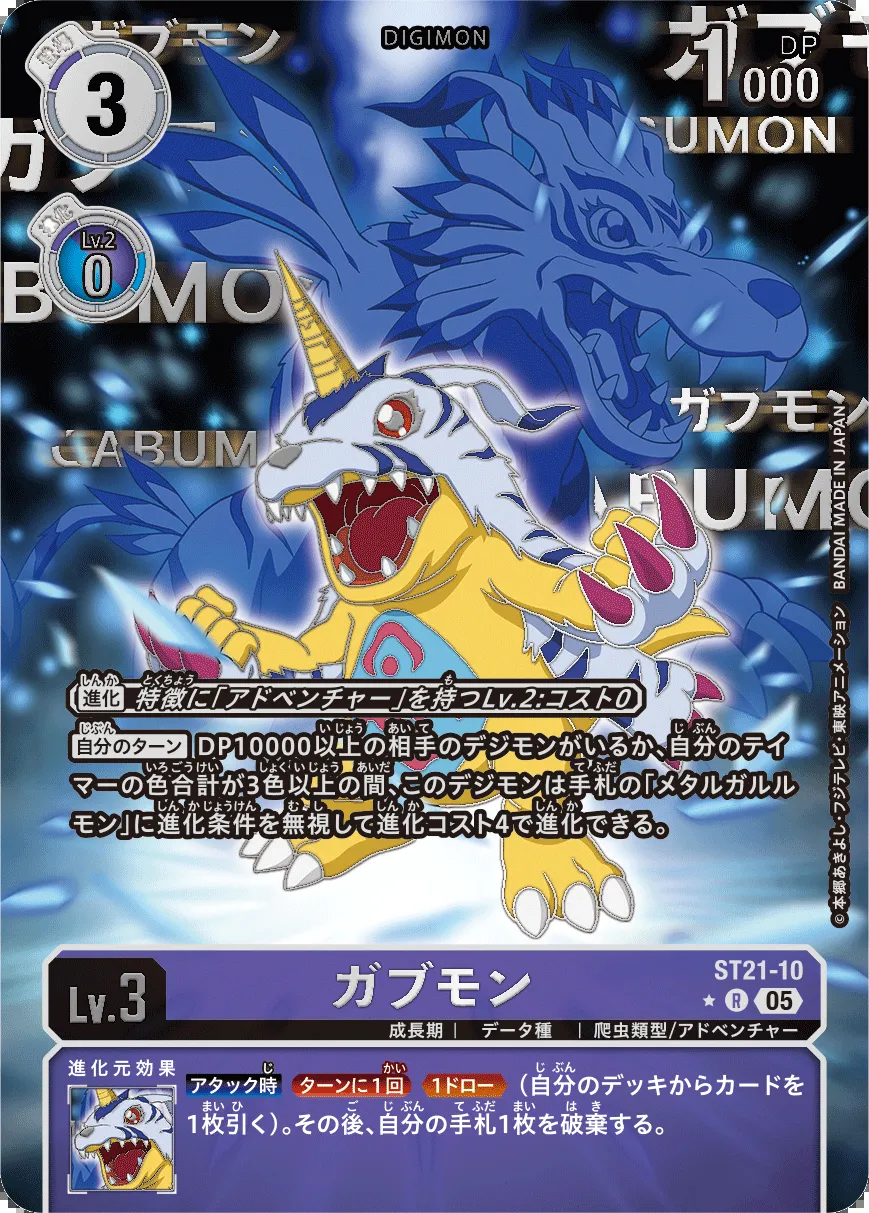 DIGIMON
登場
3
ガブモン
DP
1000
UMON
進化
Lv.2
0
ガブモン
進化 特徴に「アドベンチャー」を持つLv.2:コスト0
自分のターン DP10000以上の相手のデジモンがいるか、自分のテイ
マーの色合計が3色以上の間、このデジモンは手札の「メタルガルル
モン」に進化条件を無視して進化コスト4で進化できる。
©本郷あきよし・フジテレビ・東映アニメーション BANDAI MADE IN JAPAN
Lv.3
ガブモン
ST21-10
R 05
成長期 | データ種 | 爬虫類型/アドベンチャー
進化元効果
アタック時 ターンに1回 1ドロー (自分のデッキからカードを
1枚引く)。その後、自分の手札1枚を破棄する。